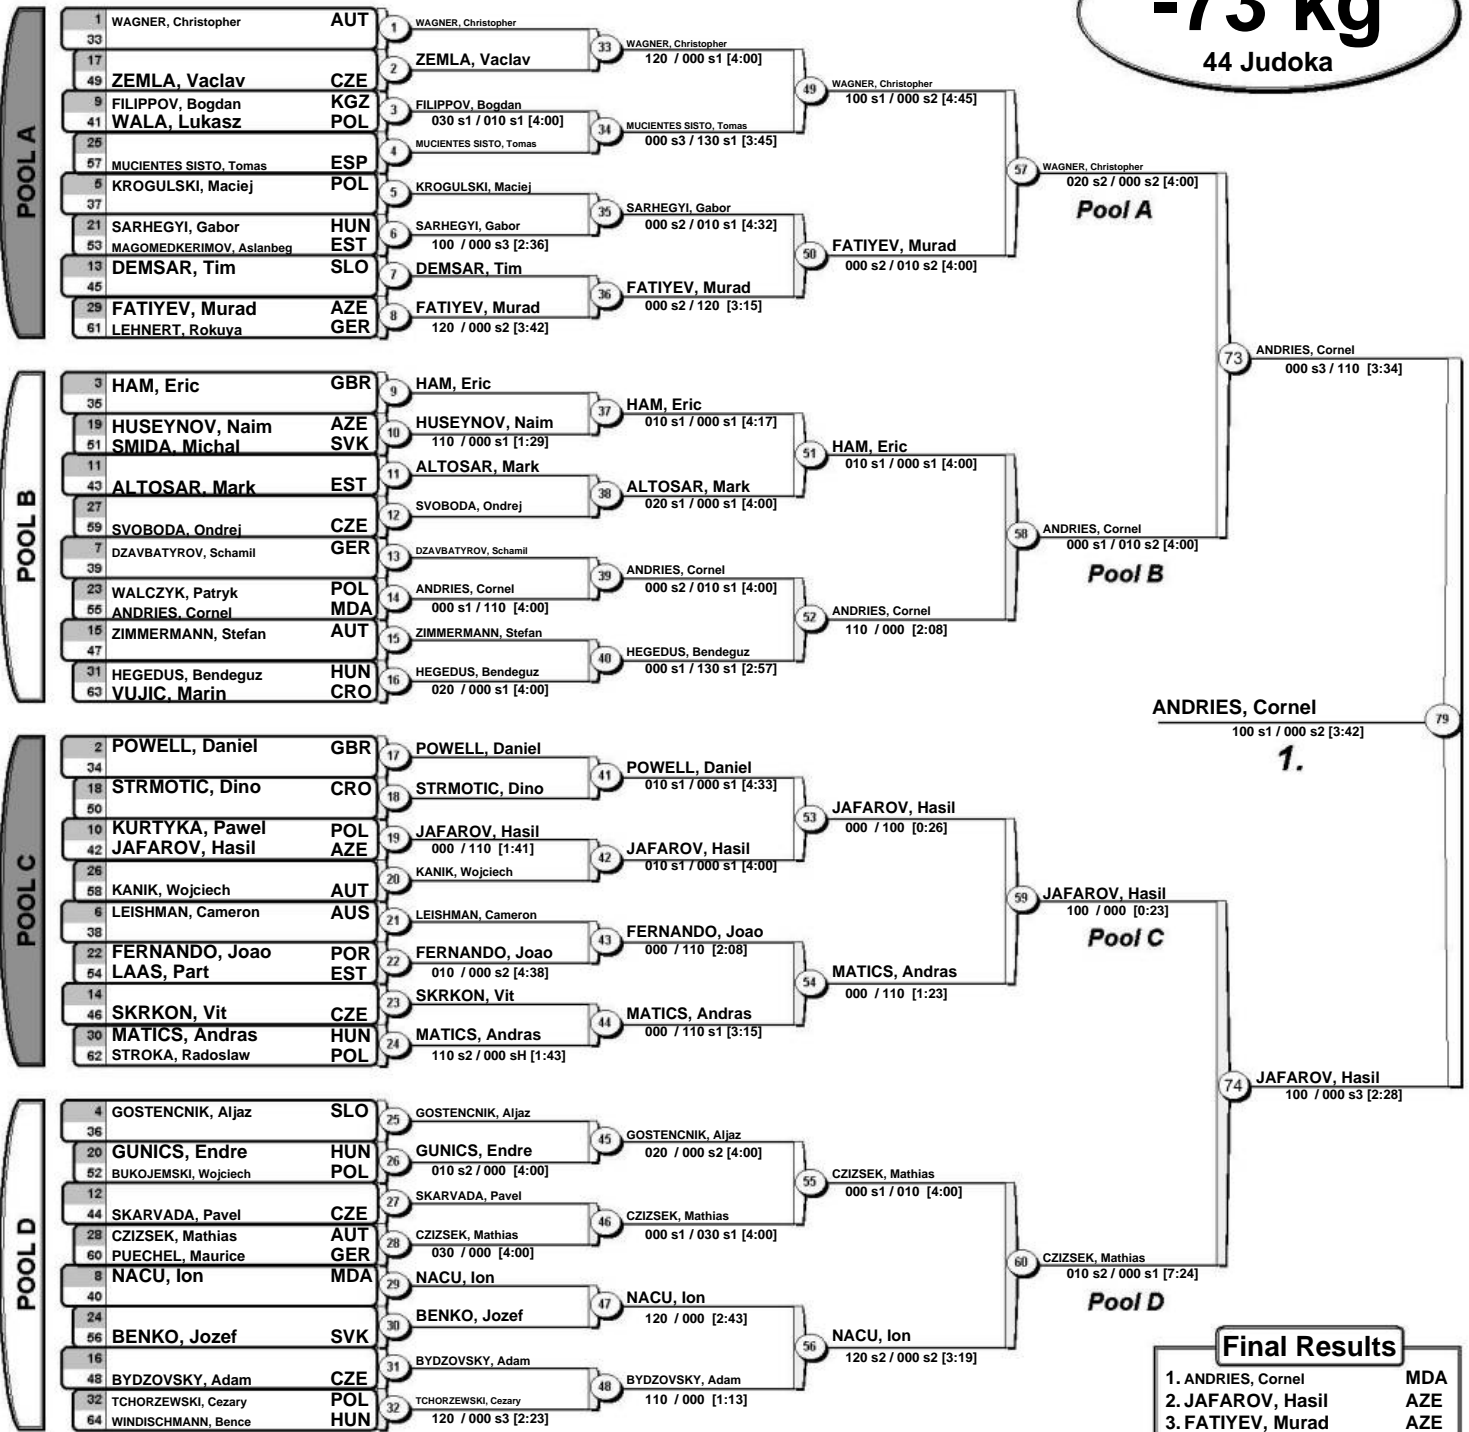 -73 kg
44 Judoka
POOL A
1 WAGNER, Christopher AUT
33
17
49 ZEMLA, Vaclav CZE
9 FILIPPOV, Bogdan KGZ
41 WALA, Lukasz POL
25
57 MUCIENTES SISTO, Tomas ESP
5 KROGULSKI, Maciej POL
37
21 SARHEGYI, Gabor HUN
53 MAGOMEDKERIMOV, Aslanbeg EST
13 DEMSAR, Tim SLO
45
29 FATIYEV, Murad AZE
61 LEHNERT, Rokuya GER
1 WAGNER, Christopher
2 ZEMLA, Vaclav
3 FILIPPOV, Bogdan
030 s1 / 010 s1 [4:00]
4 MUCIENTES SISTO, Tomas
5 KROGULSKI, Maciej
6 SARHEGYI, Gabor
100 / 000 s3 [2:36]
7 DEMSAR, Tim
8 FATIYEV, Murad
120 / 000 s2 [3:42]
33 WAGNER, Christopher
120 / 000 s1 [4:00]
34 MUCIENTES SISTO, Tomas
000 s3 / 130 s1 [3:45]
35 SARHEGYI, Gabor
000 s2 / 010 s1 [4:32]
36 FATIYEV, Murad
000 s2 / 120 [3:15]
49 WAGNER, Christopher
100 s1 / 000 s2 [4:45]
50 FATIYEV, Murad
000 s2 / 010 s2 [4:00]
57 WAGNER, Christopher
020 s2 / 000 s2 [4:00]
Pool A
POOL B
3 HAM, Eric GBR
35
19 HUSEYNOV, Naim AZE
51 SMIDA, Michal SVK
11
43 ALTOSAR, Mark EST
27
59 SVOBODA, Ondrej CZE
7 DZAVBATYROV, Schamil GER
39
23 WALCZYK, Patryk POL
55 ANDRIES, Cornel MDA
15 ZIMMERMANN, Stefan AUT
47
31 HEGEDUS, Bendeguz HUN
63 VUJIC, Marin CRO
9 HAM, Eric
10 HUSEYNOV, Naim
110 / 000 s1 [1:29]
11 ALTOSAR, Mark
12 SVOBODA, Ondrej
13 DZAVBATYROV, Schamil
14 ANDRIES, Cornel
000 s1 / 110 [4:00]
15 ZIMMERMANN, Stefan
16 HEGEDUS, Bendeguz
020 / 000 s1 [4:00]
37 HAM, Eric
010 s1 / 000 s1 [4:17]
38 ALTOSAR, Mark
020 s1 / 000 s1 [4:00]
39 ANDRIES, Cornel
000 s2 / 010 s1 [4:00]
40 HEGEDUS, Bendeguz
000 s1 / 130 s1 [2:57]
51 HAM, Eric
010 s1 / 000 s1 [4:00]
52 ANDRIES, Cornel
110 / 000 [2:08]
58 ANDRIES, Cornel
000 s1 / 010 s2 [4:00]
Pool B
73 ANDRIES, Cornel
000 s3 / 110 [3:34]
ANDRIES, Cornel 79
100 s1 / 000 s2 [3:42]
1.
POOL C
2 POWELL, Daniel GBR
34
18 STRMOTIC, Dino CRO
50
10 KURTYKA, Pawel POL
42 JAFAROV, Hasil AZE
26
58 KANIK, Wojciech AUT
6 LEISHMAN, Cameron AUS
38
22 FERNANDO, Joao POR
54 LAAS, Part EST
14
46 SKRKON, Vit CZE
30 MATICS, Andras HUN
62 STROKA, Radoslaw POL
17 POWELL, Daniel
18 STRMOTIC, Dino
19 JAFAROV, Hasil
000 / 110 [1:41]
20 KANIK, Wojciech
21 LEISHMAN, Cameron
22 FERNANDO, Joao
010 / 000 s2 [4:38]
23 SKRKON, Vit
24 MATICS, Andras
110 s2 / 000 sH [1:43]
41 POWELL, Daniel
010 s1 / 000 s1 [4:33]
42 JAFAROV, Hasil
010 s1 / 000 s1 [4:00]
43 FERNANDO, Joao
000 / 110 [2:08]
44 MATICS, Andras
000 / 110 s1 [3:15]
53 JAFAROV, Hasil
000 / 100 [0:26]
54 MATICS, Andras
000 / 110 [1:23]
59 JAFAROV, Hasil
100 / 000 [0:23]
Pool C
POOL D
4 GOSTENCNIK, Aljaz SLO
36
20 GUNICS, Endre HUN
52 BUKOJEMSKI, Wojciech POL
12
44 SKARVADA, Pavel CZE
28 CZIZSEK, Mathias AUT
60 PUECHEL, Maurice GER
8 NACU, Ion MDA
40
24
56 BENKO, Jozef SVK
16
48 BYDZOVSKY, Adam CZE
32 TCHORZEWSKI, Cezary POL
64 WINDISCHMANN, Bence HUN
25 GOSTENCNIK, Aljaz
26 GUNICS, Endre
010 s2 / 000 [4:00]
27 SKARVADA, Pavel
28 CZIZSEK, Mathias
030 / 000 [4:00]
29 NACU, Ion
30 BENKO, Jozef
31 BYDZOVSKY, Adam
32 TCHORZEWSKI, Cezary
120 / 000 s3 [2:23]
45 GOSTENCNIK, Aljaz
020 / 000 s2 [4:00]
46 CZIZSEK, Mathias
000 s1 / 030 s1 [4:00]
47 NACU, Ion
120 / 000 [2:43]
48 BYDZOVSKY, Adam
110 / 000 [1:13]
55 CZIZSEK, Mathias
000 s1 / 010 [4:00]
56 NACU, Ion
120 s2 / 000 s2 [3:19]
60 CZIZSEK, Mathias
010 s2 / 000 s1 [7:24]
Pool D
74 JAFAROV, Hasil
100 / 000 s3 [2:28]
Final Results
1. ANDRIES, Cornel MDA
2. JAFAROV, Hasil AZE
3. FATIYEV, Murad AZE